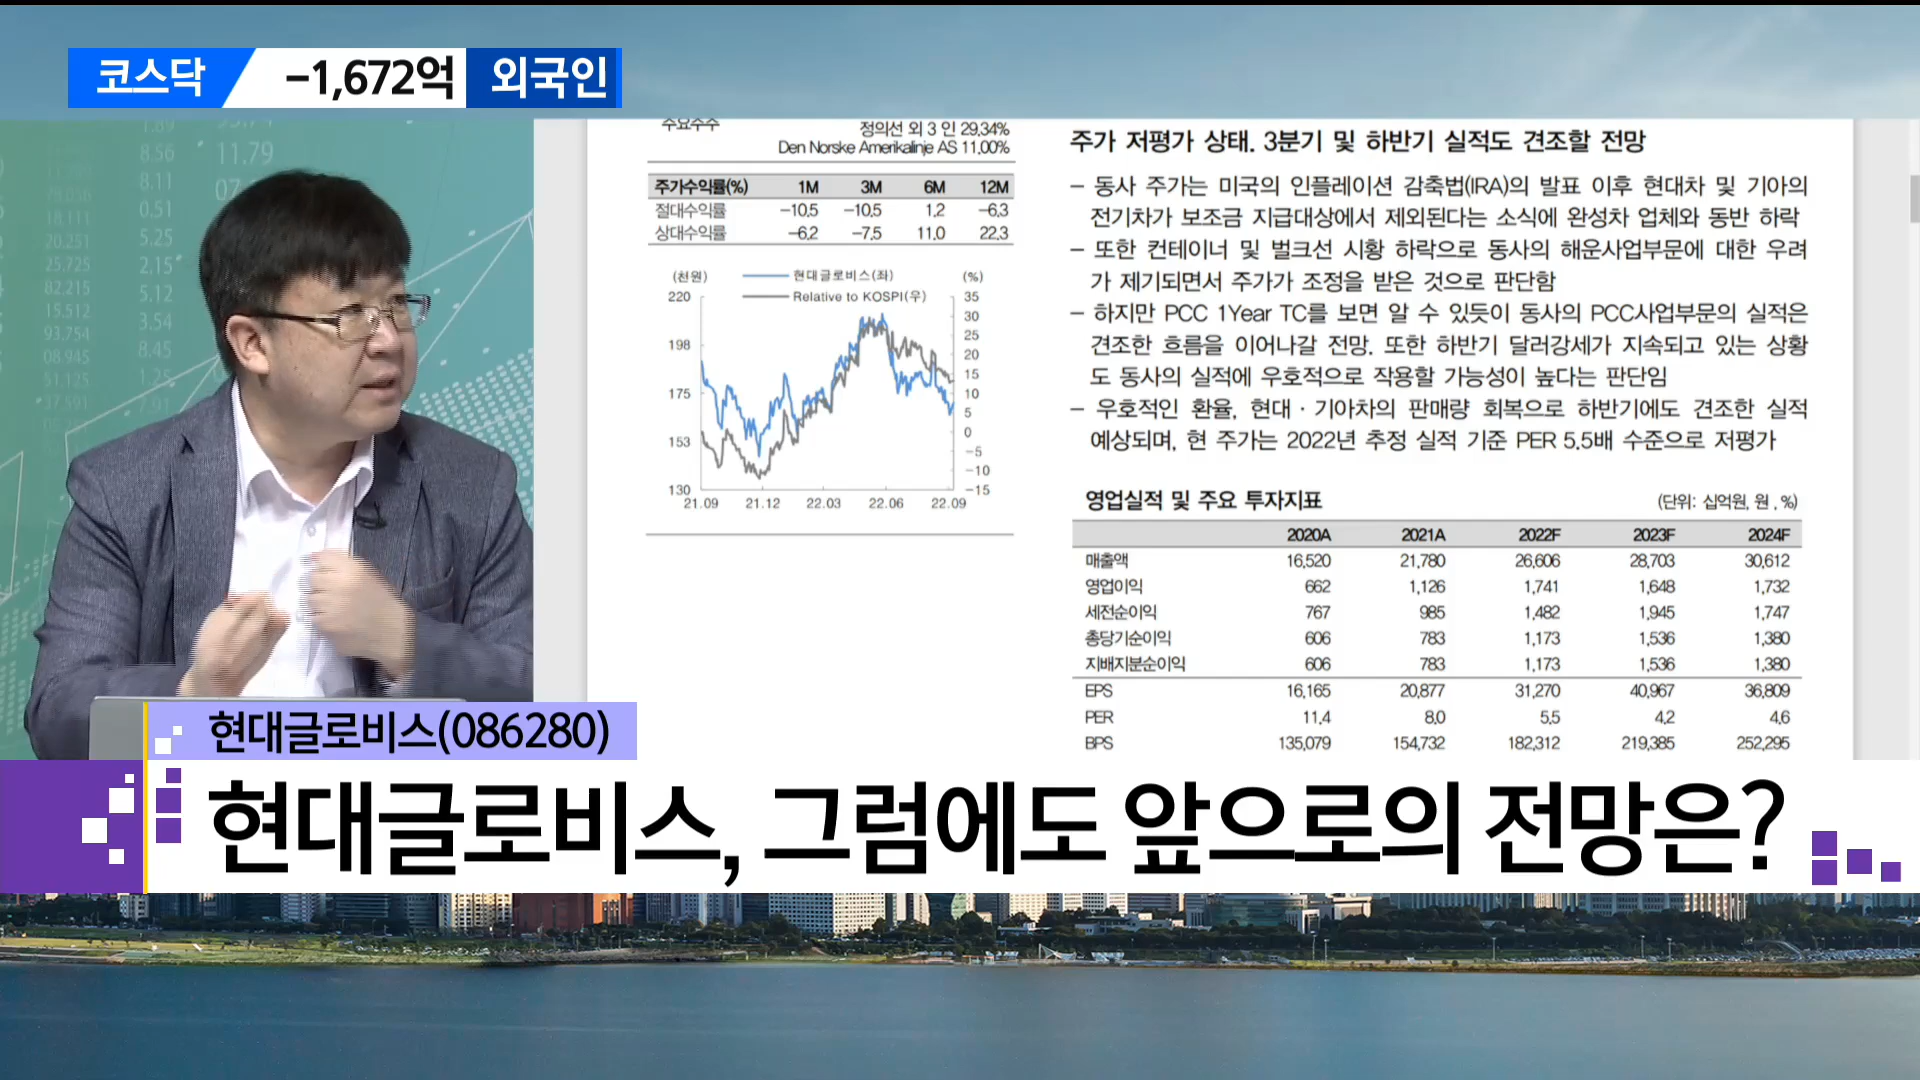 코스닥 -1,672억 외국인
주요주주
정의선 외 3 인 29.34%
Den Norske Amerikalinje AS 11.00%
주가수익률(%) 1M 3M 6M 12M
절대수익률 -10.5 -10.5 1.2 -6.3
상대수익률 -6.2 -7.5 11.0 22.3
(천원) 현대글로비스(좌) (%)
Relative to KOSPI(우)
220 35
30
198 25
20
15
175 10
5
153 0
-5
-10
130 -15
21.09 21.12 22.03 22.06 22.09
주가 저평가 상태. 3분기 및 하반기 실적도 견조할 전망
- 동사 주가는 미국의 인플레이션 감축법(IRA)의 발표 이후 현대차 및 기아의
전기차가 보조금 지급대상에서 제외된다는 소식에 완성차 업체와 동반 하락
- 또한 컨테이너 및 벌크선 시황 하락으로 동사의 해운사업부문에 대한 우려
가 제기되면서 주가가 조정을 받은 것으로 판단함
- 하지만 PCC 1Year TC를 보면 알 수 있듯이 동사의 PCC사업부문의 실적은
견조한 흐름을 이어나갈 전망. 또한 하반기 달러강세가 지속되고 있는 상황
도 동사의 실적에 우호적으로 작용할 가능성이 높다는 판단임
- 우호적인 환율, 현대 · 기아차의 판매량 회복으로 하반기에도 견조한 실적
예상되며, 현 주가는 2022년 추정 실적 기준 PER 5.5배 수준으로 저평가
영업실적 및 주요 투자지표 (단위: 십억원, 원 , %)
2020A 2021A 2022F 2023F 2024F
매출액 16,520 21,780 26,606 28,703 30,612
영업이익 662 1,126 1,741 1,648 1,732
세전순이익 767 985 1,482 1,945 1,747
총당기순이익 606 783 1,173 1,536 1,380
지배지분순이익 606 783 1,173 1,536 1,380
EPS 16,165 20,877 31,270 40,967 36,809
PER 11.4 8.0 5.5 4.2 4.6
BPS 135,079 154,732 182,312 219,385 252,295
현대글로비스(086280)
현대글로비스, 그럼에도 앞으로의 전망은?